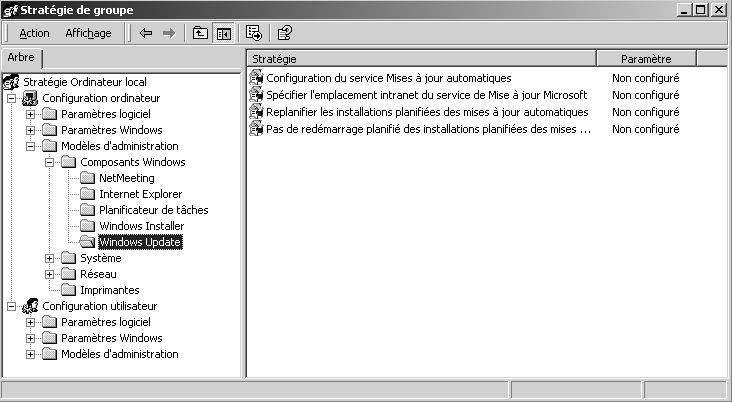 Stratégie de groupe
Action Affichage
Arbre
Stratégie Ordinateur local
Configuration ordinateur
Paramètres logiciel
Paramètres Windows
Modèles d'administration
Composants Windows
NetMeeting
Internet Explorer
Planificateur de tâches
Windows Installer
Windows Update
Système
Réseau
Imprimantes
Configuration utilisateur
Paramètres logiciel
Paramètres Windows
Modèles d'administration
Stratégie Paramètre
Configuration du service Mises à jour automatiques Non configuré
Spécifier l'emplacement intranet du service de Mise à jour Microsoft Non configuré
Replanifier les installations planifiées des mises à jour automatiques Non configuré
Pas de redémarrage planifié des installations planifiées des mises ... Non configuré